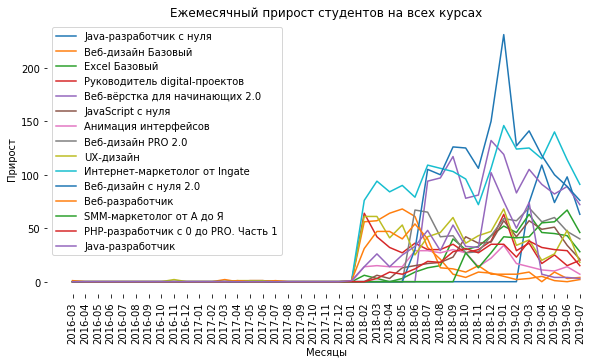 Ежемесячный прирост студентов на всех курсах
Java-разработчик с нуля
Веб-дизайн Базовый
Excel Базовый
Руководитель digital-проектов
Веб-вёрстка для начинающих 2.0
JavaScript с нуля
Анимация интерфейсов
Веб-дизайн PRO 2.0
UX-дизайн
Интернет-маркетолог от Ingate
Веб-дизайн с нуля 2.0
Веб-разработчик
SMM-маркетолог от А до Я
PHP-разработчик с 0 до PRO. Часть 1
Java-разработчик
Прирост
200
150
100
50
0
2016-03
2016-04
2016-05
2016-06
2016-07
2016-08
2016-09
2016-10
2016-11
2016-12
2017-01
2017-02
2017-03
2017-04
2017-05
2017-06
2017-07
2017-08
2017-09
2017-10
2017-11
2017-12
2018-01
2018-02
2018-03
2018-04
2018-05
2018-06
2018-07
2018-08
2018-09
2018-10
2018-11
2018-12
2019-01
2019-02
2019-03
2019-04
2019-05
2019-06
2019-07
Месяцы